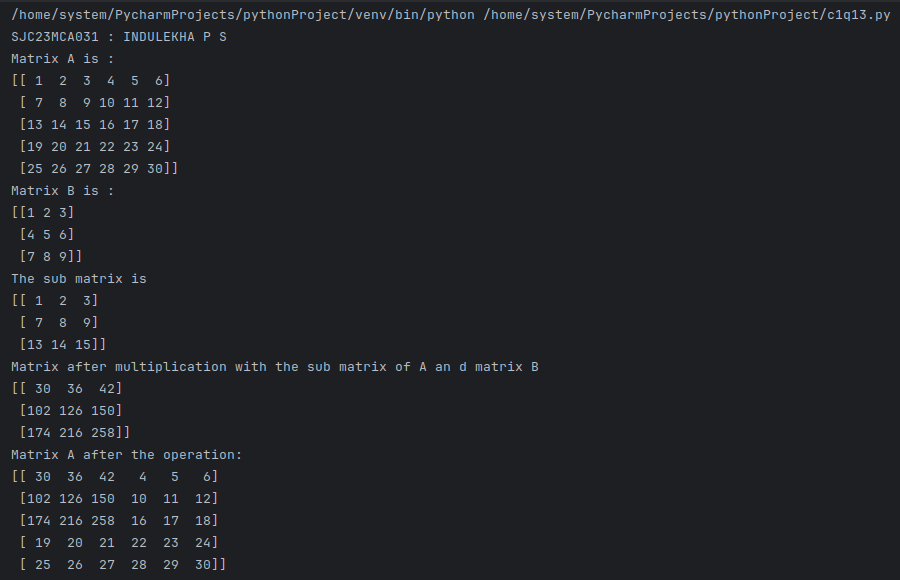 /home/system/PycharmProjects/pythonProject/venv/bin/python /home/system/PycharmProjects/pythonProject/c1q13.py
SJC23MCA031 : INDULEKHA P S
Matrix A is :
[[ 1  2  3  4  5  6]
 [ 7  8  9 10 11 12]
 [13 14 15 16 17 18]
 [19 20 21 22 23 24]
 [25 26 27 28 29 30]]
Matrix B is :
[[1 2 3]
 [4 5 6]
 [7 8 9]]
The sub matrix is
[[ 1  2  3]
 [ 7  8  9]
 [13 14 15]]
Matrix after multiplication with the sub matrix of A an d matrix B
[[ 30  36  42]
 [102 126 150]
 [174 216 258]]
Matrix A after the operation:
[[ 30  36  42   4   5   6]
 [102 126 150  10  11  12]
 [174 216 258  16  17  18]
 [ 19  20  21  22  23  24]
 [ 25  26  27  28  29  30]]